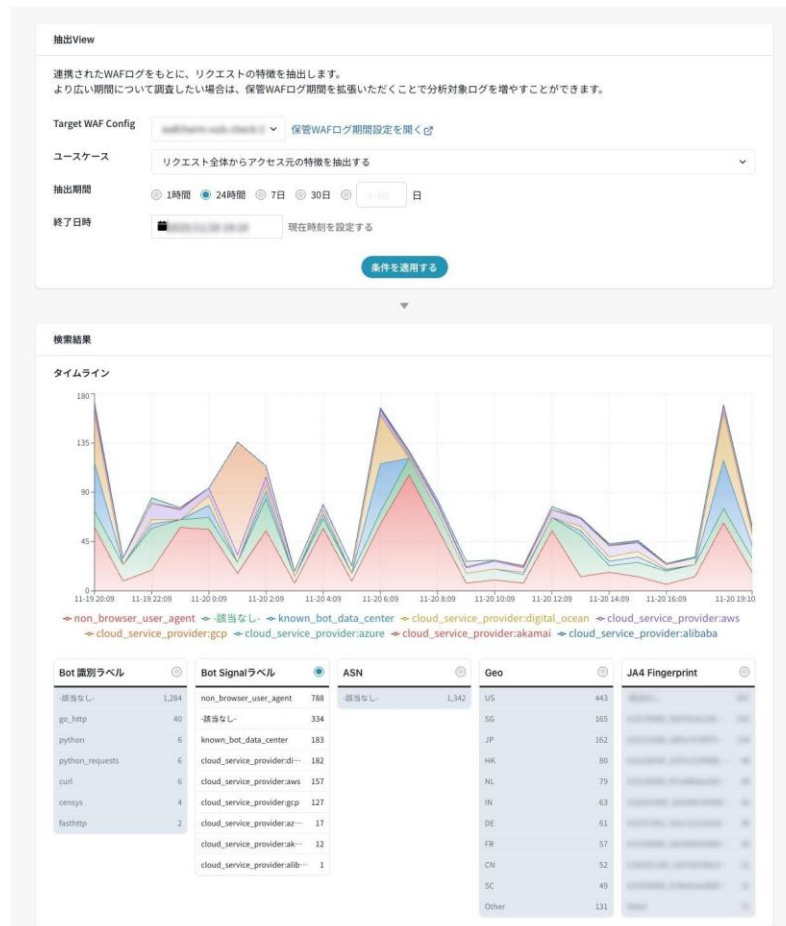 抽出View
連携されたWAFログをもとに、リクエストの特徴を抽出します。
より広い期間について調査したい場合は、保管WAFログ期間を拡張いただくことで分析対象ログを増やすことができます。
Target WAF Config
保管WAFログ期間設定を開く
ユースケース
リクエスト全体からアクセス元の特徴を抽出する
抽出期間
1時間 24時間 7日 30日 日
終了日時
現在時刻を設定する
条件を適用する
検索結果
タイムライン
180
135
90
45
0
11-19 20:09 11-19 22:09 11-20 0:09 11-20 2:09 11-20 4:09 11-20 6:09 11-20 8:09 11-20 10:09 11-20 12:09 11-20 14:09 11-20 16:09 11-20 19:10
non_browser_user_agent -該当なし- known_bot_data_center cloud_service_provider:digital_ocean cloud_service_provider:aws
cloud_service_provider:gcp cloud_service_provider:azure cloud_service_provider:akamai cloud_service_provider:alibaba
Bot 識別ラベル
-該当なし- 1,284
go_http 40
python 6
python_requests 6
curl 6
censys 4
fasthttp 2
Bot Signalラベル
non_browser_user_agent 788
-該当なし- 334
known_bot_data_center 183
cloud_service_provider:di… 182
cloud_service_provider:aws 157
cloud_service_provider:gcp 127
cloud_service_provider:az… 17
cloud_service_provider:ak… 12
cloud_service_provider:alib… 1
ASN
-該当なし- 1,342
Geo
US 443
SG 165
JP 162
HK 80
NL 79
IN 63
DE 61
FR 57
CN 52
SC 49
Other 131
JA4 Fingerprint